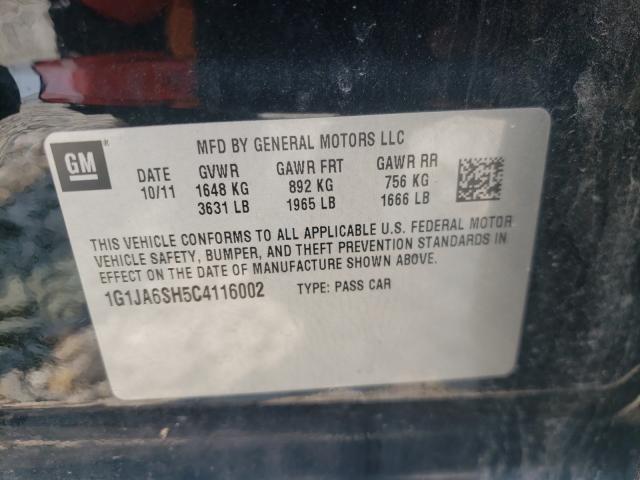 MFD BY GENERAL MOTORS LLC
GM®
DATE GVWR GAWR FRT GAWR RR
10/11 1648 KG 892 KG 756 KG
3631 LB 1965 LB 1666 LB
THIS VEHICLE CONFORMS TO ALL APPLICABLE U.S. FEDERAL MOTOR
VEHICLE SAFETY, BUMPER, AND THEFT PREVENTION STANDARDS IN
EFFECT ON THE DATE OF MANUFACTURE SHOWN ABOVE.
1G1JA6SH5C4116002 TYPE: PASS CAR